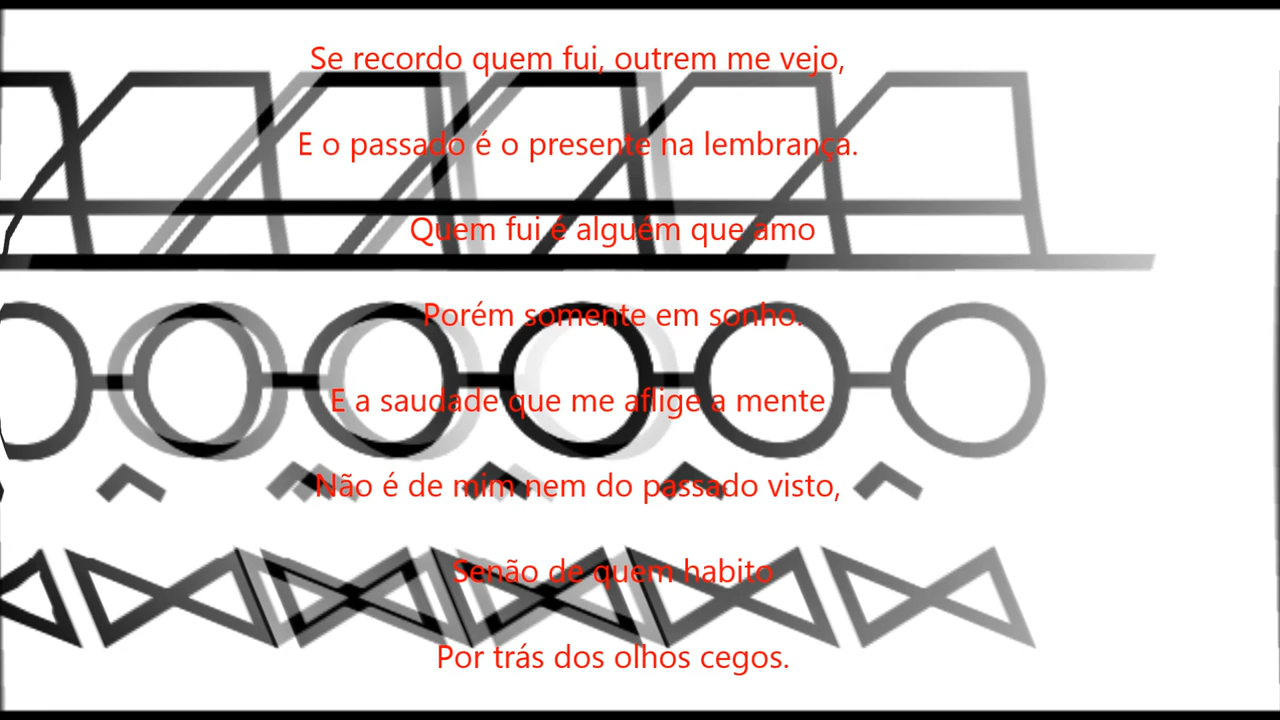 Se recordo quem fui, outrem me vejo,
E o passado é o presente na lembrança.
Quem fui é alguém que amo
Porém somente em sonho.
E a saudade que me aflige a mente
Não é de mim nem do passado visto,
Senão de quem habito
Por trás dos olhos cegos.